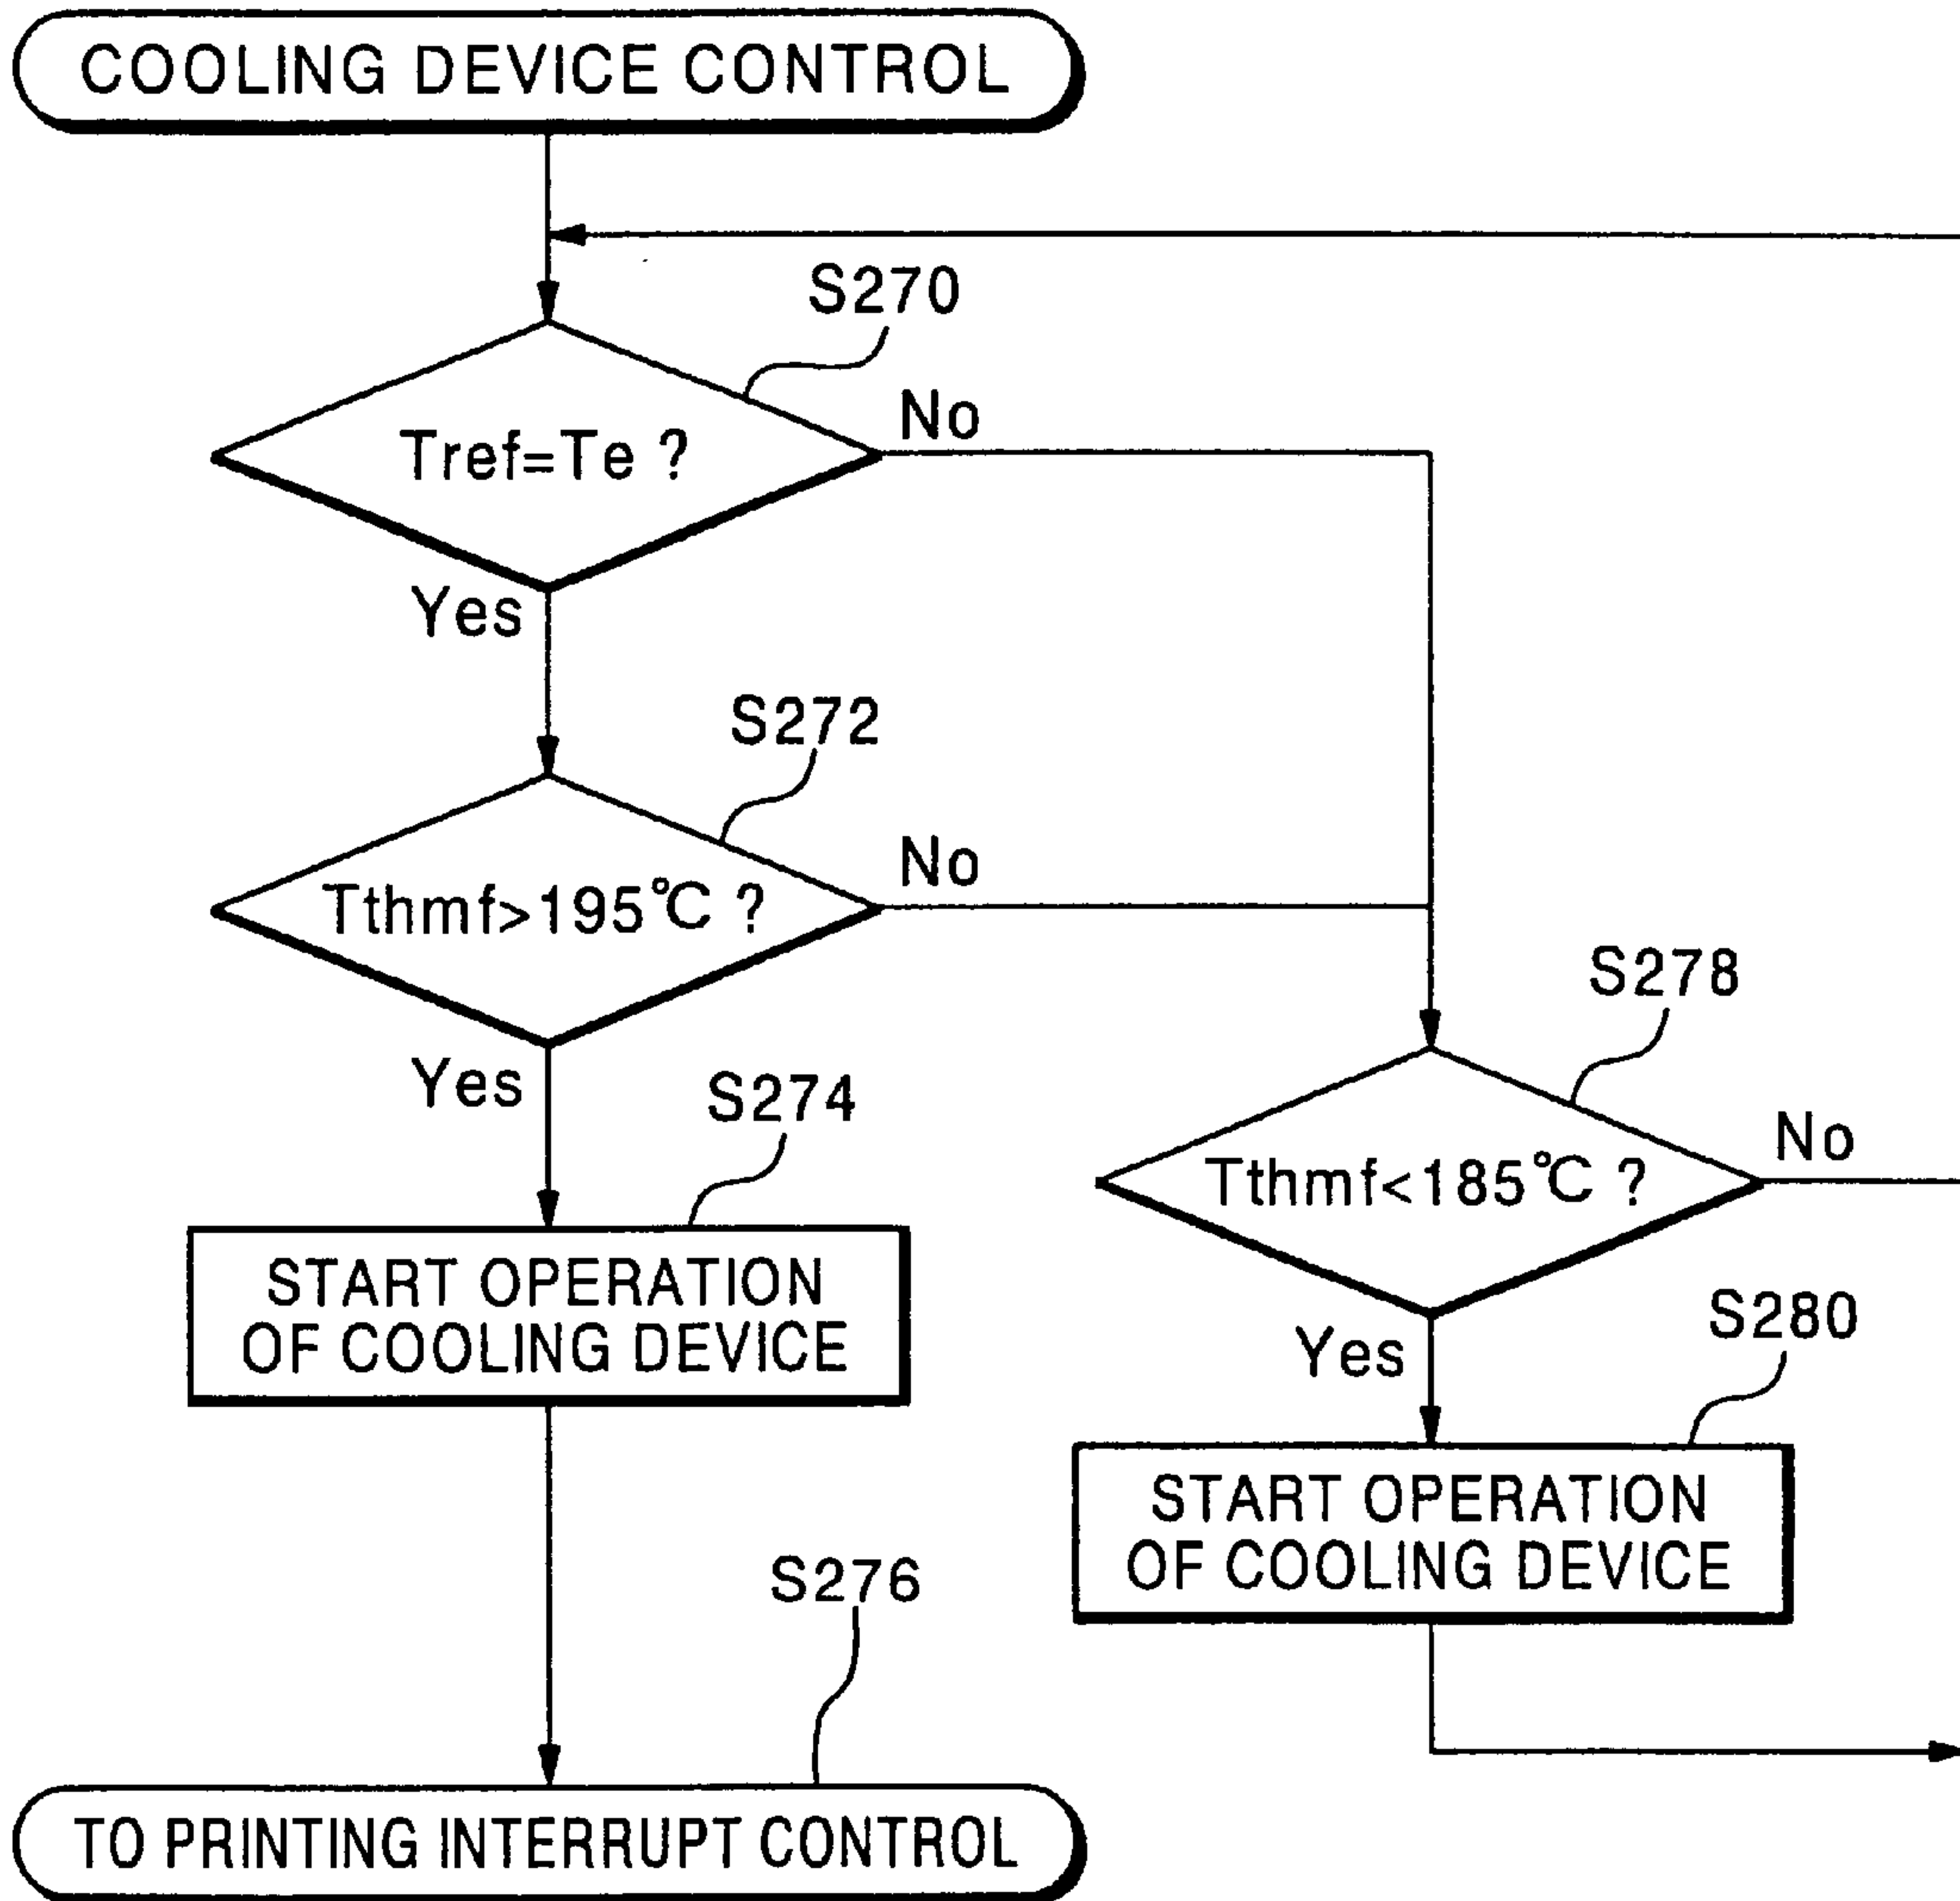 COOLING DEVICE CONTROL
S270
Tref=Te ?
No
Yes
S272
Tthmf>195℃ ?
No
Yes
S274
START OPERATION
OF COOLING DEVICE
S278
Tthmf<185℃ ?
No
Yes
S280
START OPERATION
OF COOLING DEVICE
S276
TO PRINTING INTERRUPT CONTROL